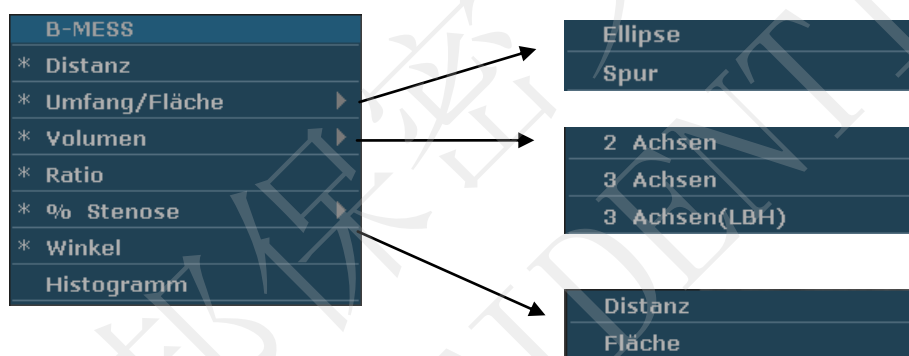 B-MESS
* Distanz
* Umfang/Fläche
* Volumen
* Ratio
* % Stenose
* Winkel
Histogramm
Ellipse
Spur
2 Achsen
3 Achsen
3 Achsen(LBH)
Distanz
Fläche